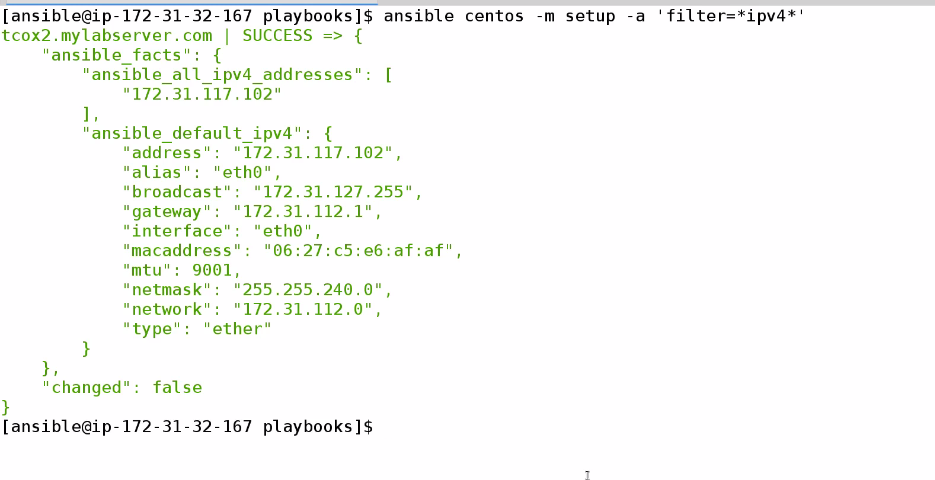 [ansible@ip-172-31-32-167 playbooks]$ ansible centos -m setup -a 'filter=*ipv4*'
tcox2.mylabserver.com | SUCCESS => {
    "ansible_facts": {
        "ansible_all_ipv4_addresses": [
            "172.31.117.102"
        ],
        "ansible_default_ipv4": {
            "address": "172.31.117.102",
            "alias": "eth0",
            "broadcast": "172.31.127.255",
            "gateway": "172.31.112.1",
            "interface": "eth0",
            "macaddress": "06:27:c5:e6:af:af",
            "mtu": 9001,
            "netmask": "255.255.240.0",
            "network": "172.31.112.0",
            "type": "ether"
        }
    },
    "changed": false
}
[ansible@ip-172-31-32-167 playbooks]$